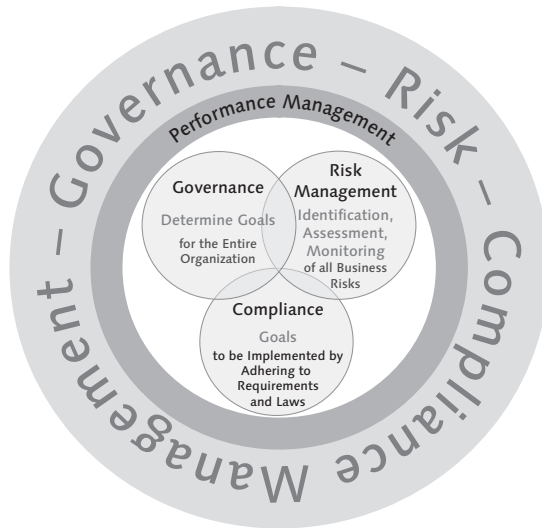 Governance – Risk – Compliance Management –
Performance Management
Governance
Determine Goals
for the Entire
Organization
Risk
Management
Identification,
Assessment,
Monitoring
of all Business
Risks
Compliance
Goals
to be Implemented by
Adhering to
Requirements
and Laws